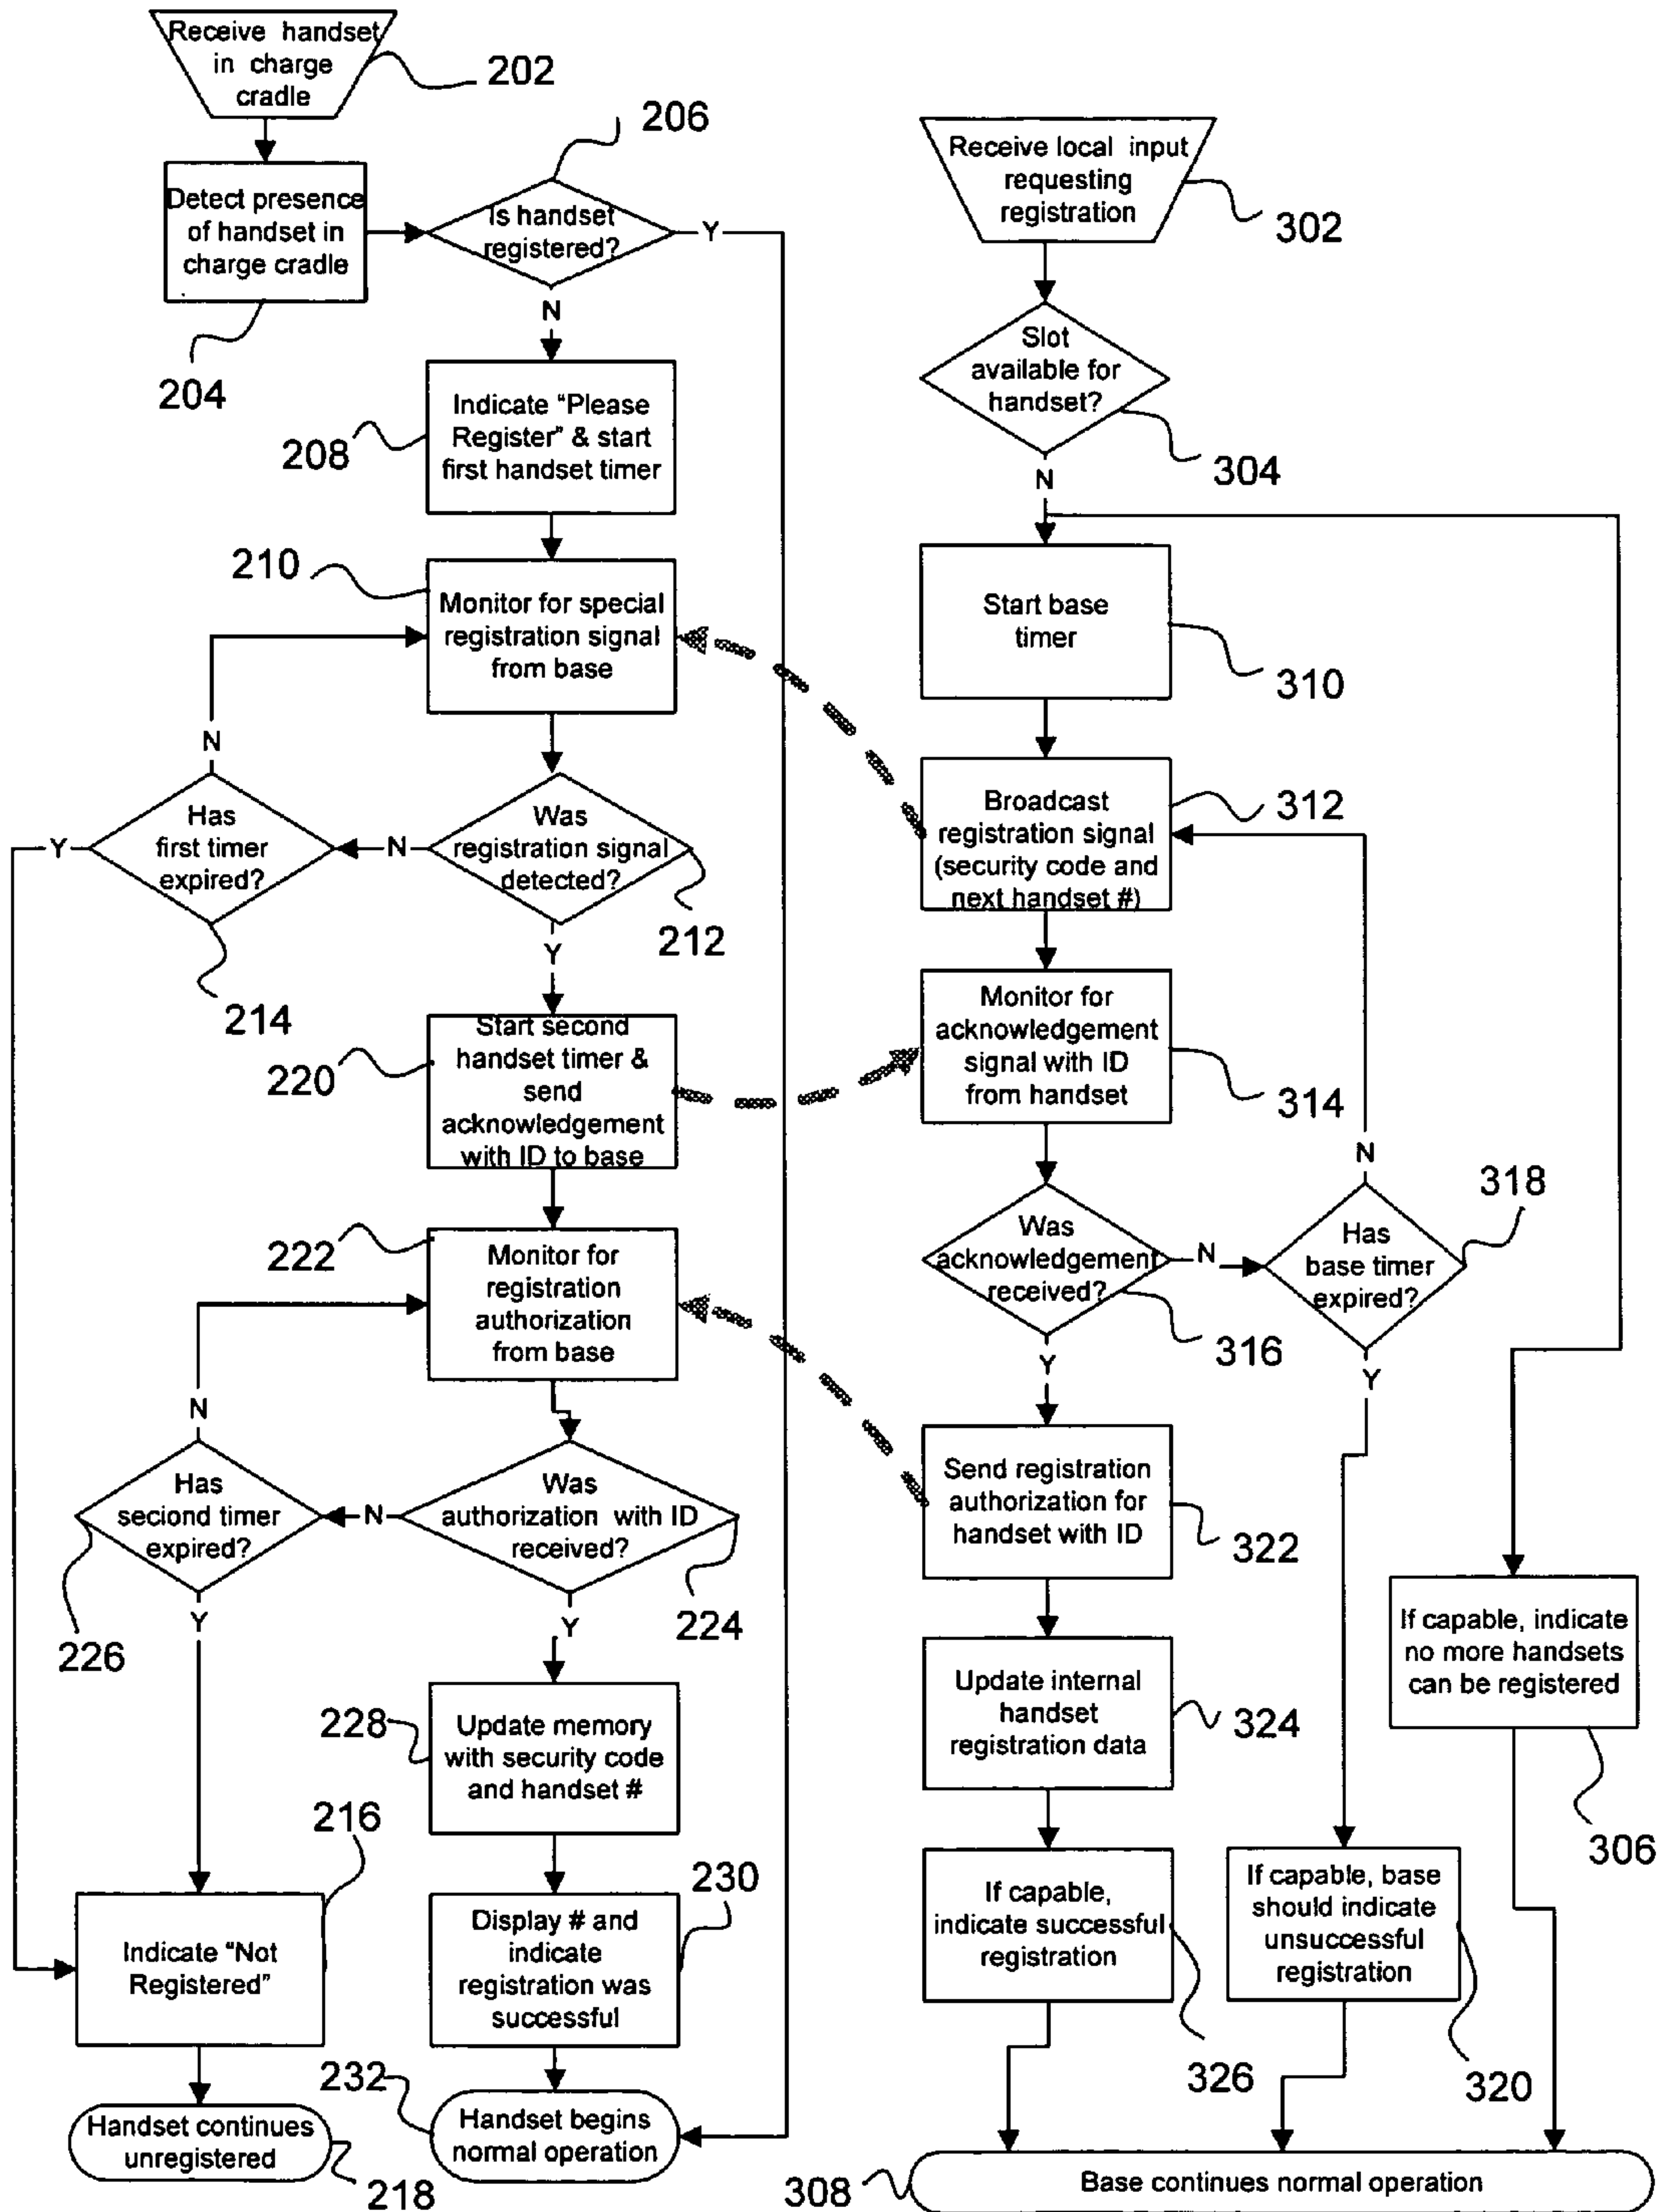 Receive handset
in charge
cradle
202
Detect presence
of handset in
charge cradle
204
206
Is handset
registered?
Y
N
Indicate "Please
Register" & start
first handset timer
208
210
Monitor for special
registration signal
from base
N
Has
first timer
expired?
Y
N
Was
registration signal
detected?
212
214
Y
Start second
handset timer &
send
acknowledgement
with ID to base
220
222
Monitor for
registration
authorization
from base
N
Has
seciond timer
expired?
N
Was
authorization with ID
received?
226
Y
Y
224
228
Update memory
with security code
and handset #
216
230
Indicate "Not
Registered"
Display # and
indicate
registration was
successful
232
Handset continues
unregistered
218
Handset begins
normal operation
Receive local input
requesting
registration
302
Slot
available for
handset?
304
N
Start base
timer
310
Broadcast
registration signal
(security code and
next handset #)
312
Monitor for
acknowledgement
signal with ID
from handset
314
N
318
Was
acknowledgement
received?
N
Has
base timer
expired?
316
Y
Y
Send registration
authorization for
handset with ID
322
If capable, indicate
no more handsets
can be registered
306
Update internal
handset
registration data
324
If capable,
indicate successful
registration
326
If capable, base
should indicate
unsuccessful
registration
320
308
Base continues normal operation